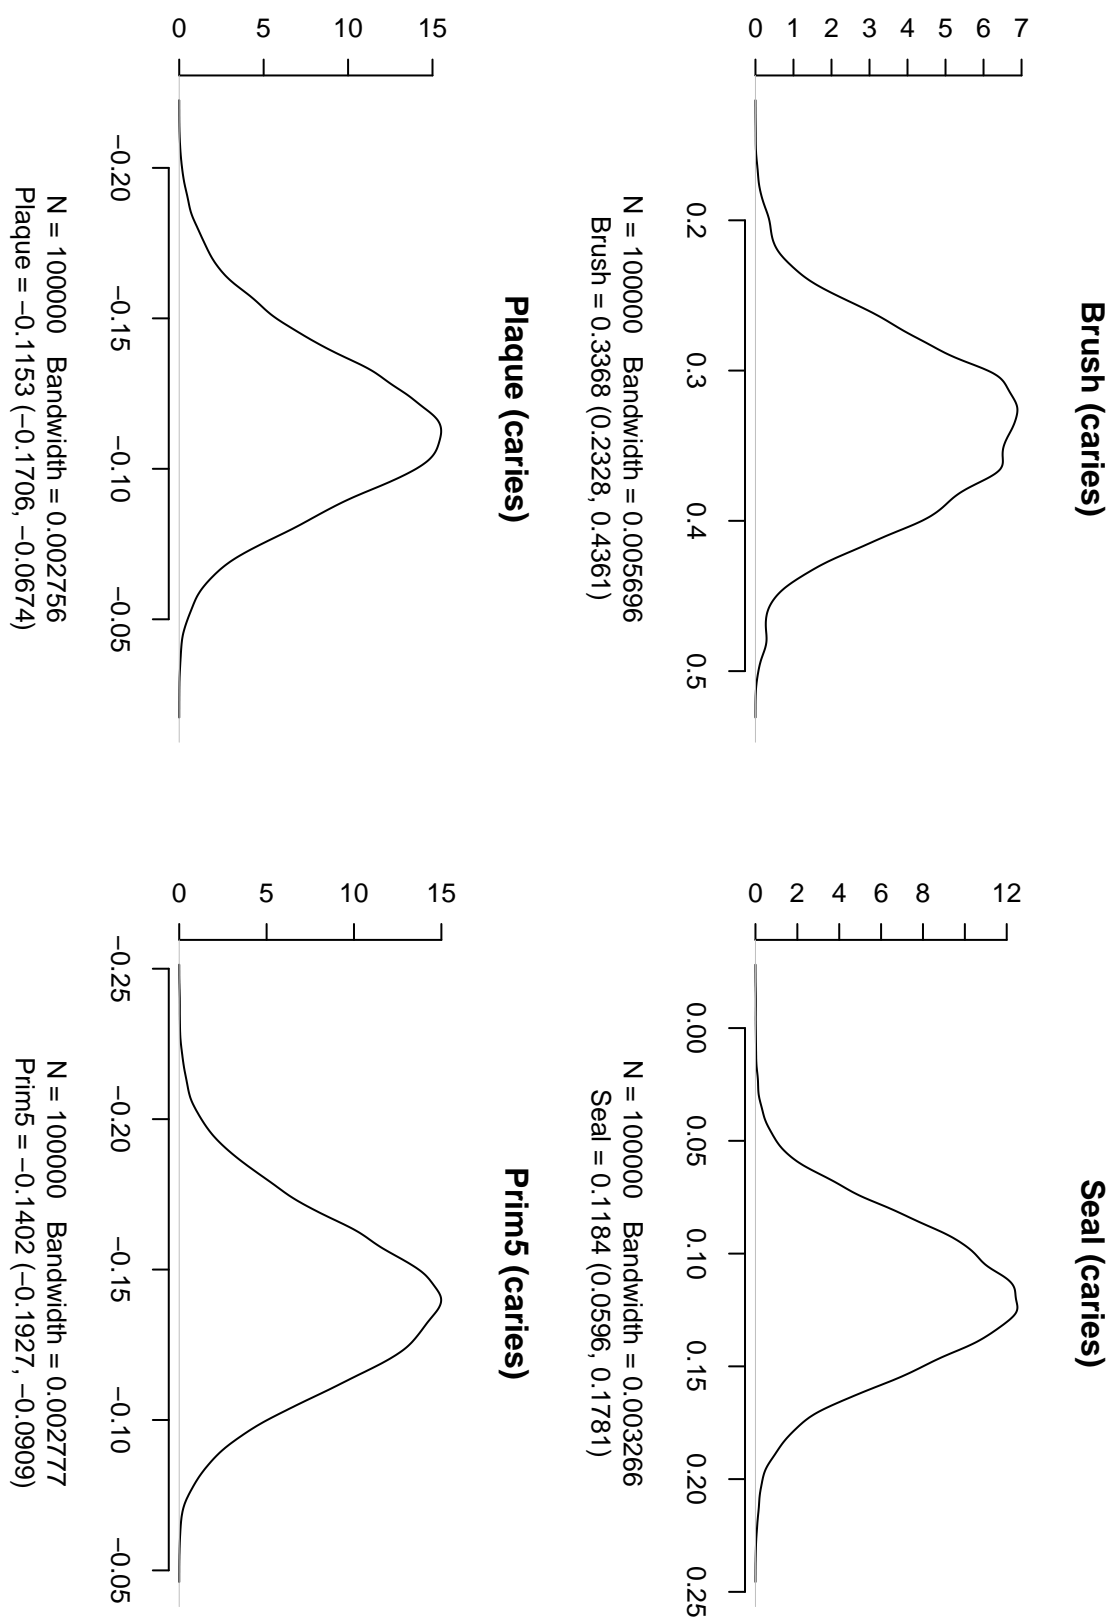 Brush (caries)
0 1 2 3 4 5 6 7
0.2 0.3 0.4 0.5
N = 100000 Bandwidth = 0.005696
Brush = 0.3368 (0.2328, 0.4361)
Seal (caries)
0 2 4 6 8 12
0.00 0.05 0.10 0.15 0.20 0.25
N = 100000 Bandwidth = 0.003266
Seal = 0.1184 (0.0596, 0.1781)
Plaque (caries)
0 5 10 15
−0.20 −0.15 −0.10 −0.05
N = 100000 Bandwidth = 0.002756
Plaque = −0.1153 (−0.1706, −0.0674)
Prim5 (caries)
0 5 10 15
−0.25 −0.20 −0.15 −0.10 −0.05
N = 100000 Bandwidth = 0.002777
Prim5 = −0.1402 (−0.1927, −0.0909)